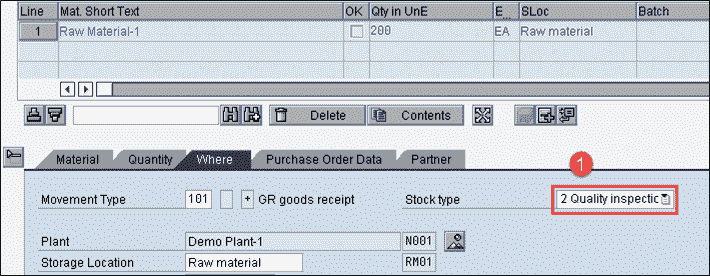 Line Mat. Short Text OK Qty in UnE E... SLoc Batch
1 Raw Material-1 200 EA Raw material
Delete Contents
Material Quantity Where Purchase Order Data Partner
1
Movement Type 101 + GR goods receipt Stock type 2 Quality inspectic
Plant Demo Plant-1 N001
Storage Location Raw material RM01